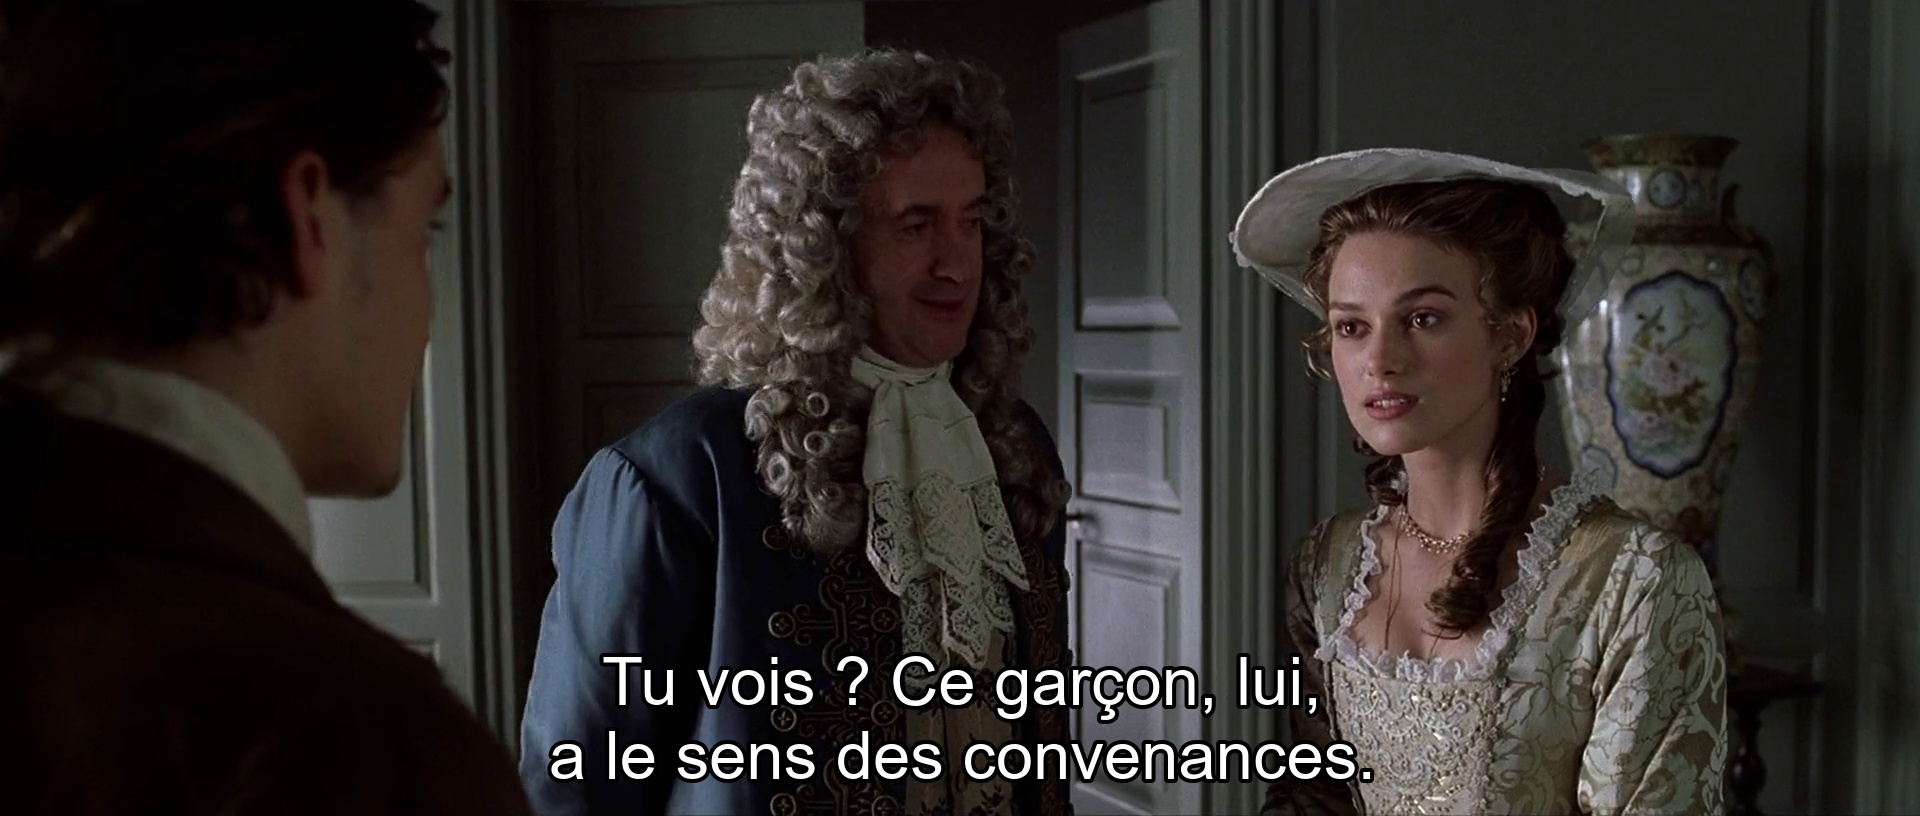 Tu vois ? Ce garçon, lui,
a le sens des convenances.